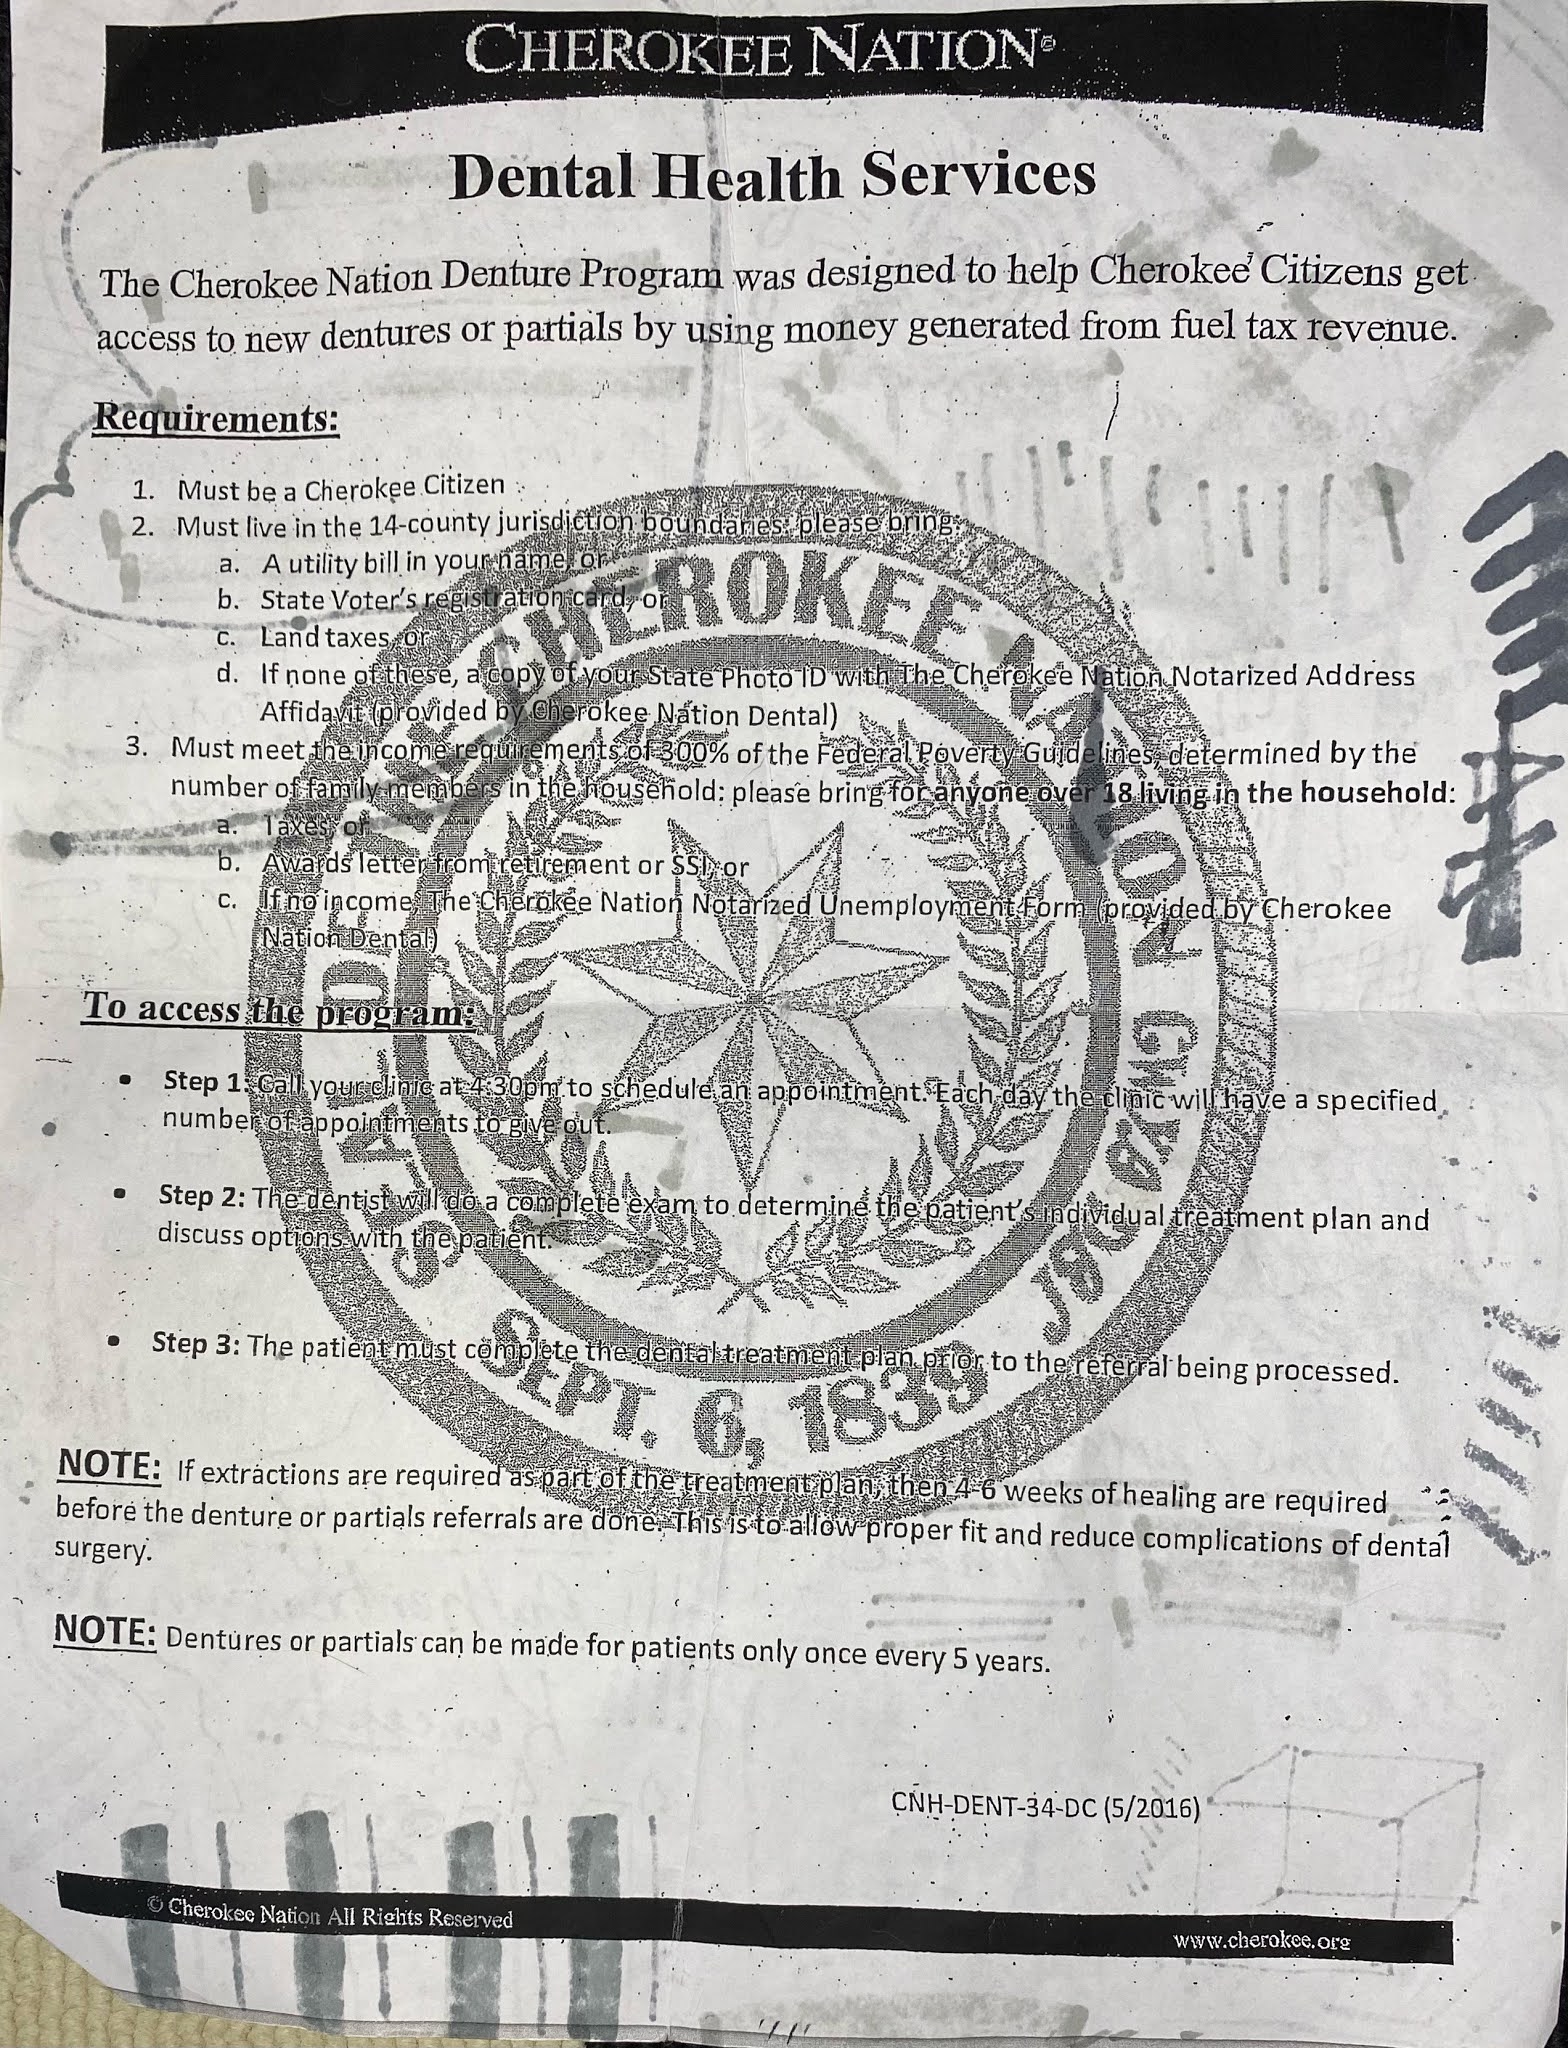 CHEROKEE NATION®
Dental Health Services
The Cherokee Nation Denture Program was designed to help Cherokee Citizens get
access to new dentures or partials by using money generated from fuel tax revenue.
Requirements:
1. Must be a Cherokee Citizen
2. Must live in the 14-county jurisdiction boundaries: please bring:
a. A utility bill in your name, or
b. State Voter's registration card, or
c. Land taxes, or
d. If none of these, a copy of your State Photo ID with The Cherokee Nation Notarized Address
Affidavit (provided by Cherokee Nation Dental)
3. Must meet the income requirements of 300% of the Federal Poverty Guidelines, determined by the
number of family members in the household: please bring for anyone over 18 living in the household:
a. Taxes, or
b. Awards letter from retirement or SSI, or
c. If no income, The Cherokee Nation Notarized Unemployment Form (provided by Cherokee
Nation Dental)
To access the program:
• Step 1: Call your clinic at 4:30pm to schedule an appointment. Each day the clinic will have a specified
number of appointments to give out.
• Step 2: The dentist will do a complete exam to determine the patient's individual treatment plan and
discuss options with the patient.
• Step 3: The patient must complete the dental treatment plan prior to the referral being processed.
NOTE: If extractions are required as part of the treatment plan, then 4-6 weeks of healing are required
before the denture or partials referrals are done. This is to allow proper fit and reduce complications of dental
surgery.
NOTE: Dentures or partials can be made for patients only once every 5 years.
CNH-DENT-34-DC (5/2016)
© Cherokee Nation All Rights Reserved
www.cherokee.org
CHEROKEE NATION
SEPT. 6, 1839